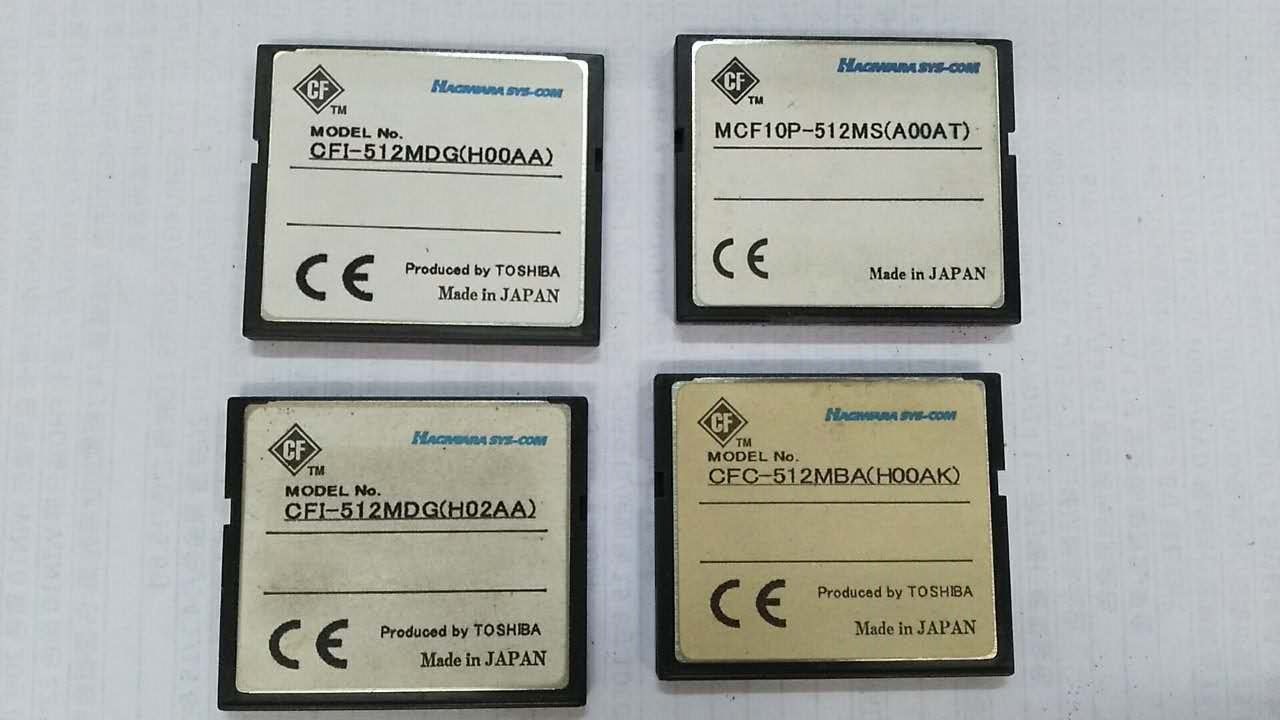 CF
TM
HAGIWARA SYS-COM
MODEL No.
CFI-512MDG(H00AA)
CE
Produced by TOSHIBA
Made in JAPAN
CF
TM
HAGIWARA SYS-COM
MCF10P-512MS(A00AT)
CE
Made in JAPAN
CF
TM
HAGIWARA SYS-COM
MODEL No.
CFI-512MDG(H02AA)
CE
Produced by TOSHIBA
Made in JAPAN
CF
TM
HAGIWARA SYS-COM
MODEL No.
CFC-512MBA(H00AK)
CE
Produced by TOSHIBA
Made in JAPAN